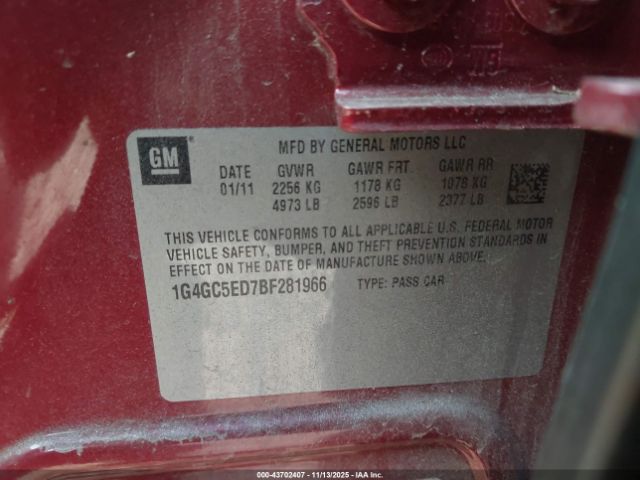 GM
MFD BY GENERAL MOTORS LLC
DATE GVWR GAWR FRT. GAWR RR
01/11 2256 KG 1178 KG 1078 KG
4973 LB 2596 LB 2377 LB
THIS VEHICLE CONFORMS TO ALL APPLICABLE U.S. FEDERAL MOTOR
VEHICLE SAFETY, BUMPER, AND THEFT PREVENTION STANDARDS IN
EFFECT ON THE DATE OF MANUFACTURE SHOWN ABOVE.
1G4GC5ED7BF281966 TYPE: PASS CAR
000-43702407 - 11/13/2025 - IAA Inc.